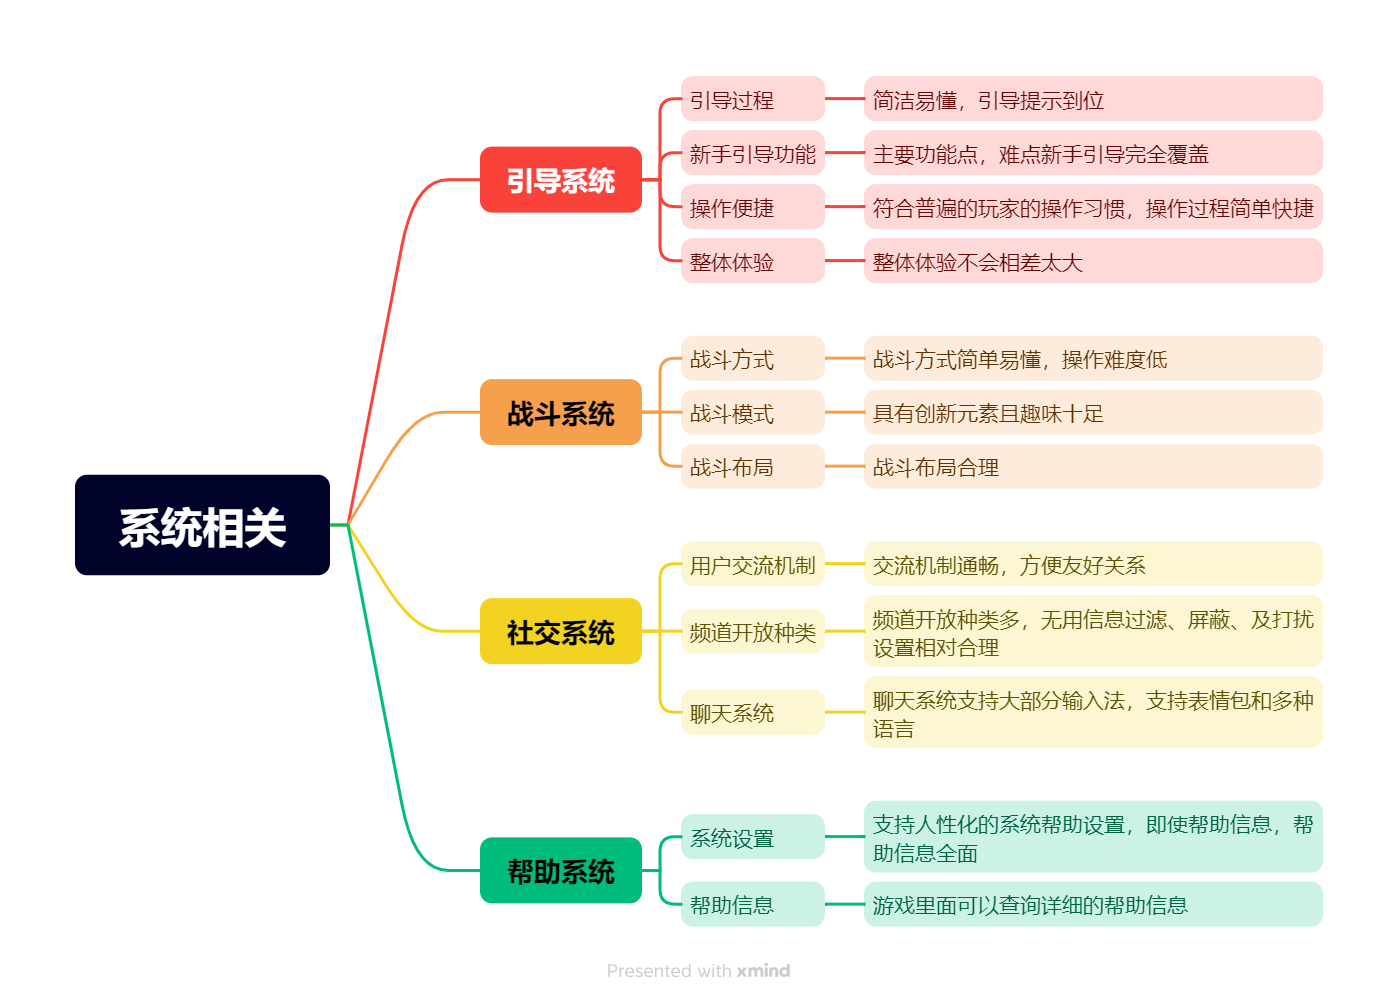 系统相关
引导系统
引导过程
简洁易懂，引导提示到位
新手引导功能
主要功能点，难点新手引导完全覆盖
操作便捷
符合普遍的玩家的操作习惯，操作过程简单快捷
整体体验
整体体验不会相差太大
战斗系统
战斗方式
战斗方式简单易懂，操作难度低
战斗模式
具有创新元素且趣味十足
战斗布局
战斗布局合理
社交系统
用户交流机制
交流机制通畅，方便友好关系
频道开放种类
频道开放种类多，无用信息过滤、屏蔽、及打扰
设置相对合理
聊天系统
聊天系统支持大部分输入法，支持表情包和多种
语言
帮助系统
系统设置
支持人性化的系统帮助设置，即使帮助信息，帮
助信息全面
帮助信息
游戏里面可以查询详细的帮助信息
Presented with xmind